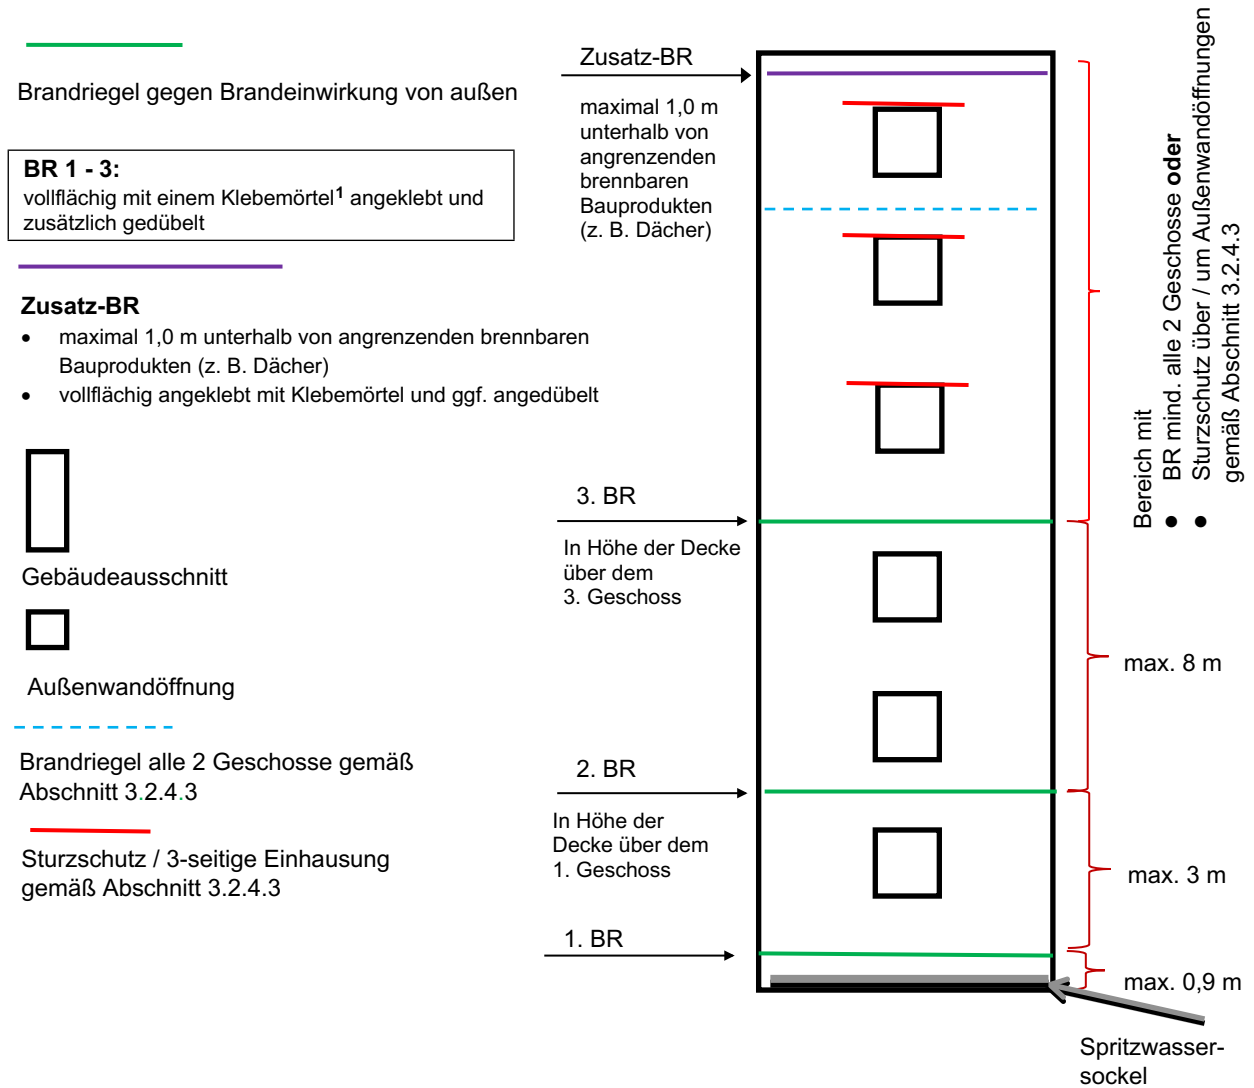 Brandriegel gegen Brandeinwirkung von außen
BR 1 - 3:
vollflächig mit einem Klebemörtel¹ angeklebt und
zusätzlich gedübelt
Zusatz-BR
• maximal 1,0 m unterhalb von angrenzenden brennbaren
Bauprodukten (z. B. Dächer)
• vollflächig angeklebt mit Klebemörtel und ggf. angedübelt
Gebäudeausschnitt
Außenwandöffnung
Brandriegel alle 2 Geschosse gemäß
Abschnitt 3.2.4.3
Sturzschutz / 3-seitige Einhausung
gemäß Abschnitt 3.2.4.3
Zusatz-BR
maximal 1,0 m
unterhalb von
angrenzenden
brennbaren
Bauprodukten
(z. B. Dächer)
3. BR
In Höhe der Decke
über dem
3. Geschoss
2. BR
In Höhe der
Decke über dem
1. Geschoss
1. BR
Bereich mit
• BR mind. alle 2 Geschosse oder
• Sturzschutz über / um Außenwandöffnungen
gemäß Abschnitt 3.2.4.3
max. 8 m
max. 3 m
max. 0,9 m
Spritzwasser-
sockel